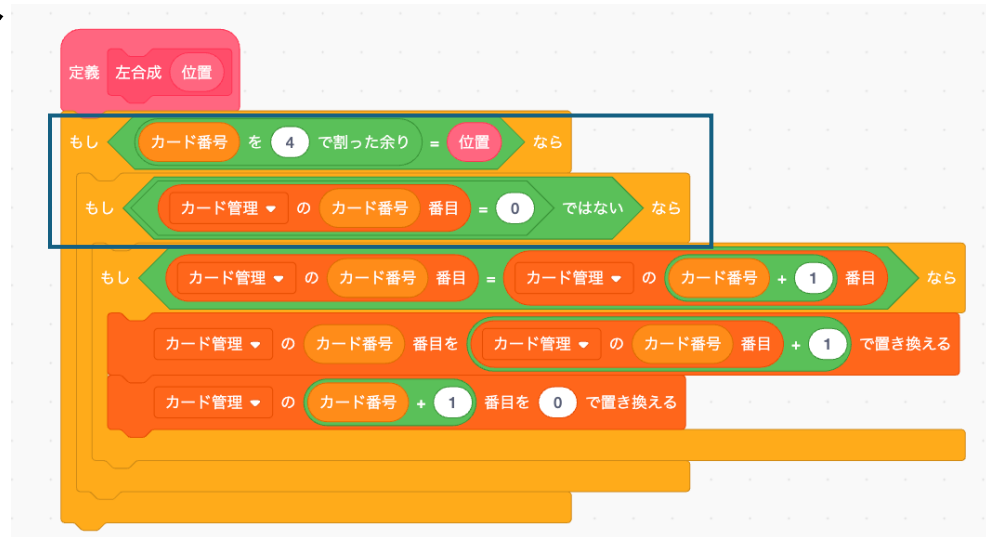 定義 左合成 位置
もし カード番号 を 4 で割った余り = 位置 なら
もし カード管理 の カード番号 番目 = 0 ではない なら
もし カード管理 の カード番号 番目 = カード管理 の カード番号 + 1 番目 なら
カード管理 の カード番号 番目を カード管理 の カード番号 番目 + 1 で置き換える
カード管理 の カード番号 + 1 番目を 0 で置き換える